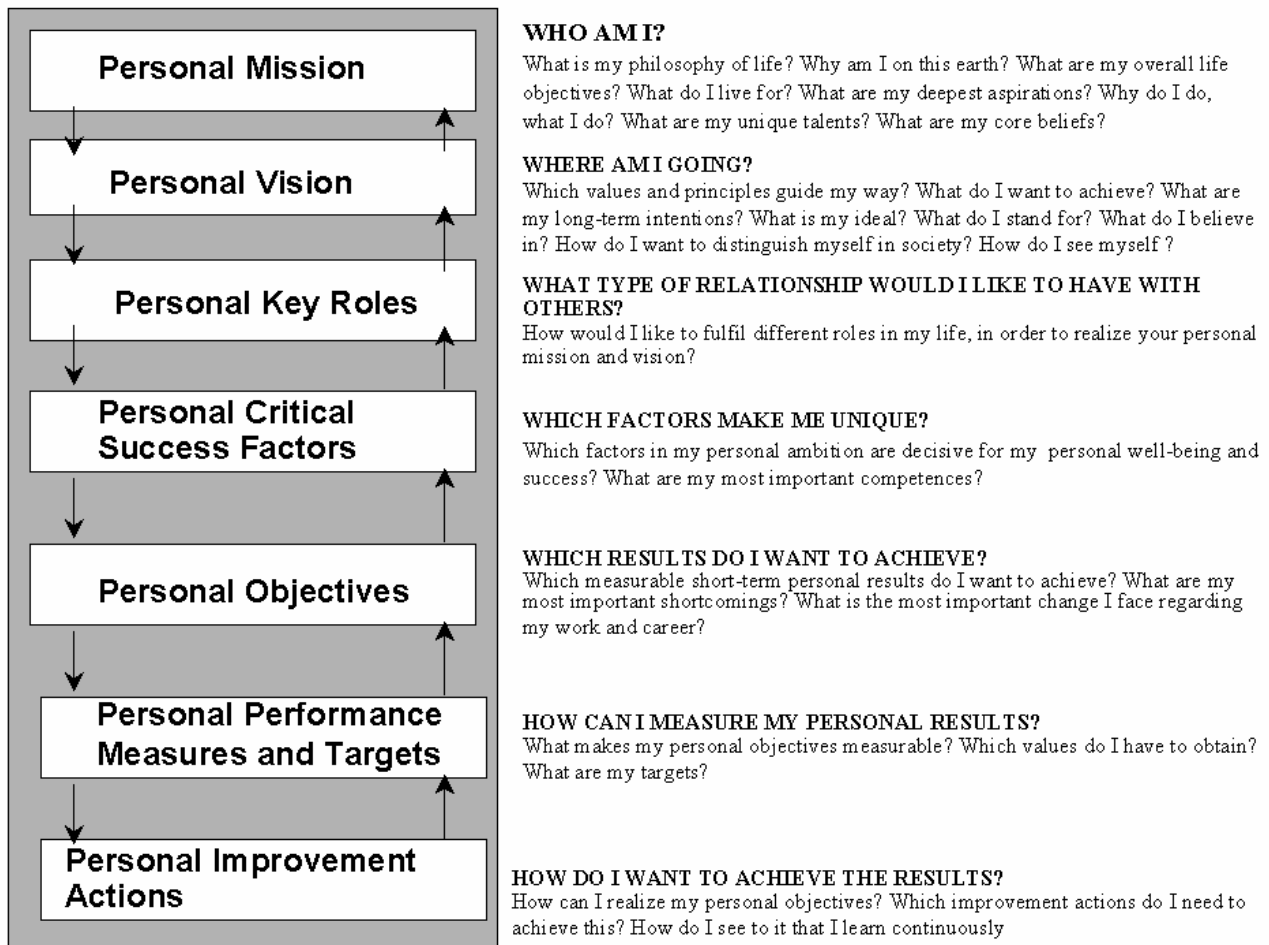 Personal Mission
WHO AM I?
What is my philosophy of life? Why am I on this earth? What are my overall life
objectives? What do I live for? What are my deepest aspirations? Why do I do,
what I do? What are my unique talents? What are my core beliefs?
Personal Vision
WHERE AM I GOING?
Which values and principles guide my way? What do I want to achieve? What are
my long-term intentions? What is my ideal? What do I stand for? What do I believe
in? How do I want to distinguish myself in society? How do I see myself ?
Personal Key Roles
WHAT TYPE OF RELATIONSHIP WOULD I LIKE TO HAVE WITH
OTHERS?
How would I like to fulfil different roles in my life, in order to realize your personal
mission and vision?
Personal Critical
Success Factors
WHICH FACTORS MAKE ME UNIQUE?
Which factors in my personal ambition are decisive for my personal well-being and
success? What are my most important competences?
Personal Objectives
WHICH RESULTS DO I WANT TO ACHIEVE?
Which measurable short-term personal results do I want to achieve? What are my
most important shortcomings? What is the most important change I face regarding
my work and career?
Personal Performance
Measures and Targets
HOW CAN I MEASURE MY PERSONAL RESULTS?
What makes my personal objectives measurable? Which values do I have to obtain?
What are my targets?
Personal Improvement
Actions
HOW DO I WANT TO ACHIEVE THE RESULTS?
How can I realize my personal objectives? Which improvement actions do I need to
achieve this? How do I see to it that I learn continuously